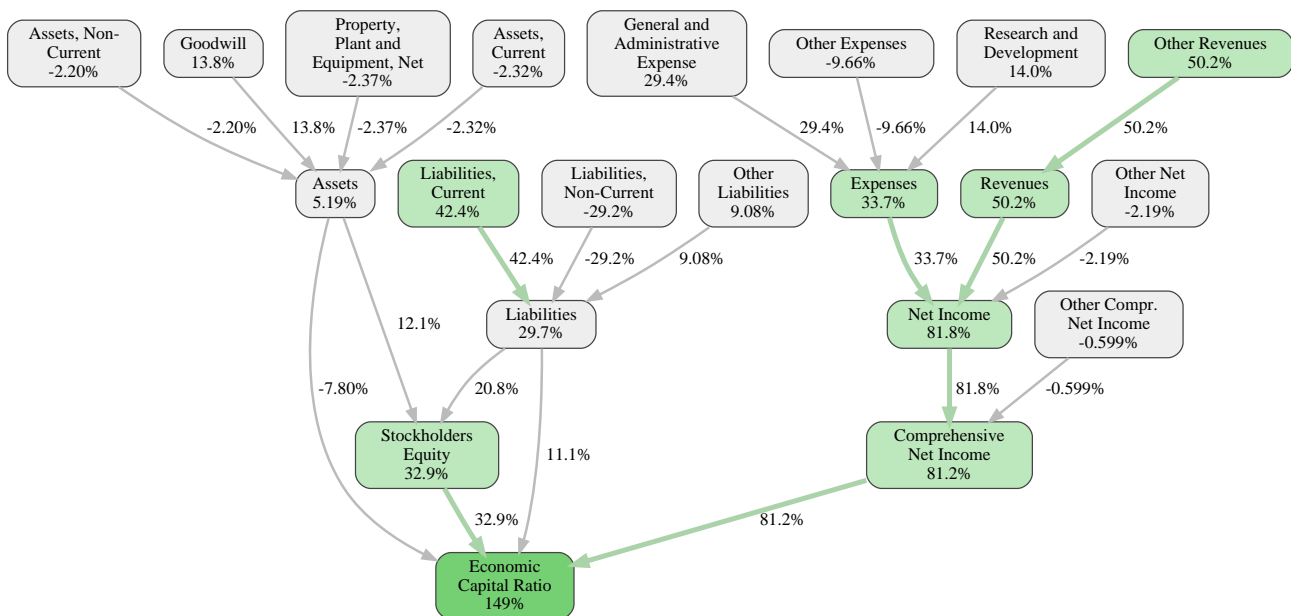 Assets, Non-
Current
-2.20%
Goodwill
13.8%
Property,
Plant and
Equipment, Net
-2.37%
Assets,
Current
-2.32%
General and
Administrative
Expense
29.4%
Other Expenses
-9.66%
Research and
Development
14.0%
Other Revenues
50.2%
-2.20%
13.8%
-2.37%
-2.32%
29.4%
-9.66%
14.0%
50.2%
Assets
5.19%
Liabilities,
Current
42.4%
Liabilities,
Non-Current
-29.2%
Other
Liabilities
9.08%
Expenses
33.7%
Revenues
50.2%
Other Net
Income
-2.19%
42.4%
-29.2%
9.08%
33.7%
50.2%
-2.19%
Liabilities
29.7%
Net Income
81.8%
Other Compr.
Net Income
-0.599%
12.1%
-7.80%
20.8%
81.8%
-0.599%
Stockholders
Equity
32.9%
11.1%
Comprehensive
Net Income
81.2%
32.9%
81.2%
Economic
Capital Ratio
149%